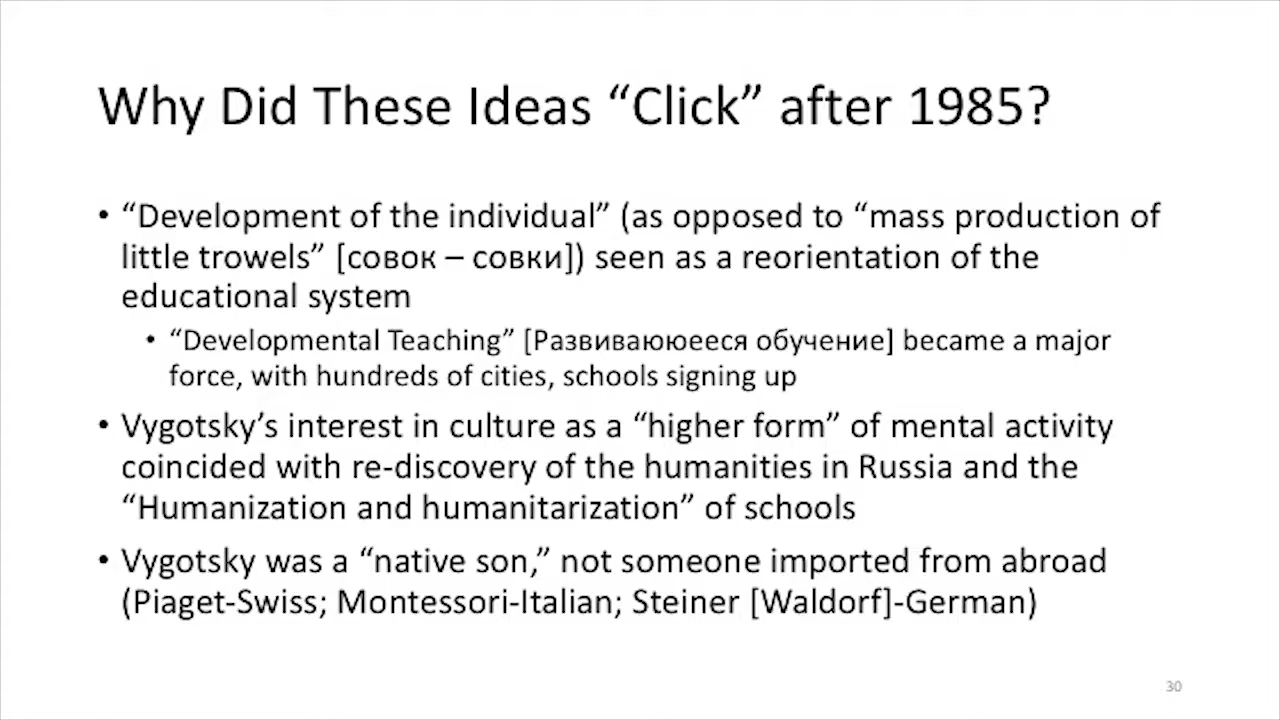 Why Did These Ideas “Click” after 1985?
• “Development of the individual” (as opposed to “mass production of
little trowels” [совок – совки]) seen as a reorientation of the
educational system
• “Developmental Teaching” [Развиваюоееся обучение] became a major
force, with hundreds of cities, schools signing up
• Vygotsky’s interest in culture as a “higher form” of mental activity
coincided with re-discovery of the humanities in Russia and the
“Humanization and humanitarization” of schools
• Vygotsky was a “native son,” not someone imported from abroad
(Piaget-Swiss; Montessori-Italian; Steiner [Waldorf]-German)
30